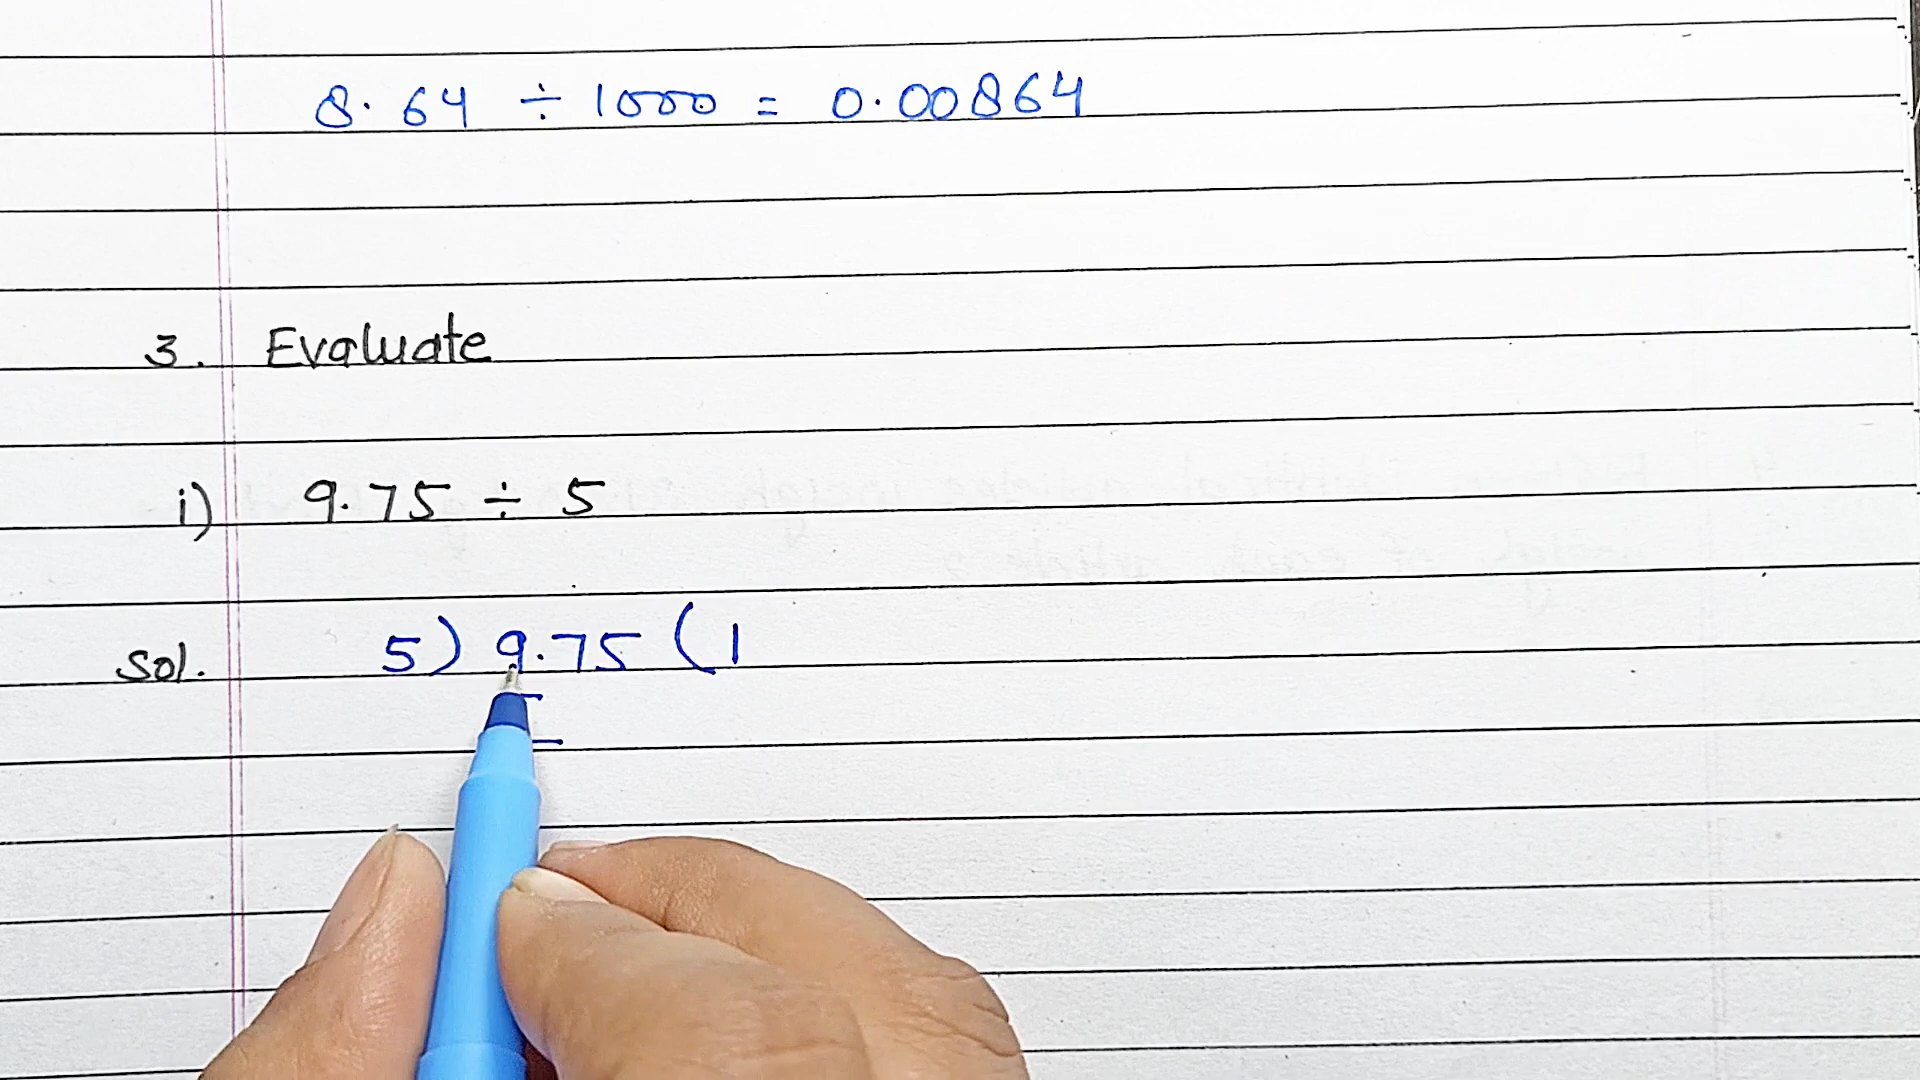 8.64 ÷ 1000 = 0.00864
3. Evaluate
i) 9.75 ÷ 5
Sol. 5) 9.75 (1